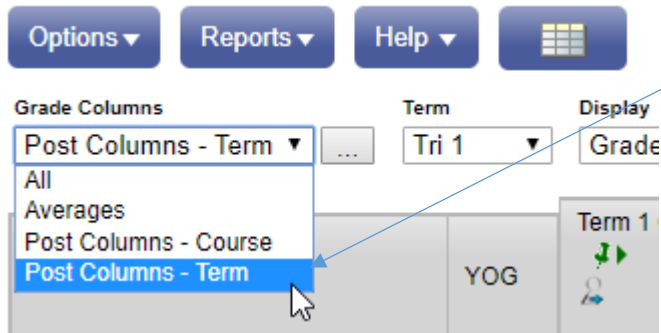 Options Reports Help
Grade Columns Term Display
Post Columns - Term ... Tri 1 Grade
All
Averages
Post Columns - Course
Post Columns - Term
YOG
Term 1